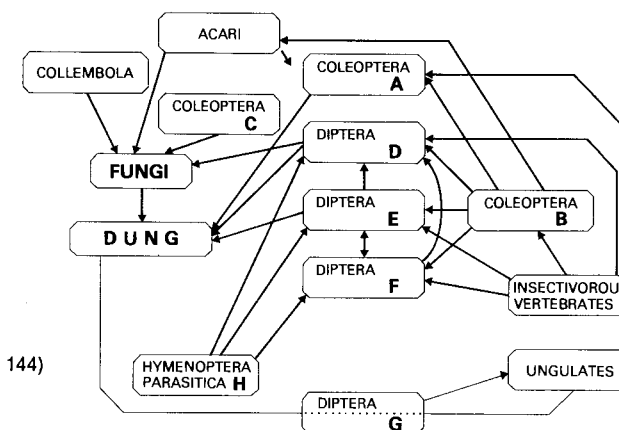 ACARI
COLLEMBOLA
COLEOPTERA
A
COLEOPTERA
C
DIPTERA
D
FUNGI
DIPTERA
E
COLEOPTERA
B
DUNG
DIPTERA
F
INSECTIVOROU
VERTEBRATES
144)
HYMENOPTERA
PARASITICA H
UNGULATES
DIPTERA
G